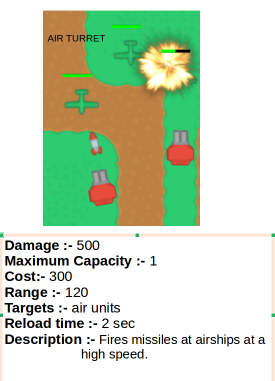 AIR TURRET
Damage :- 500
Maximum Capacity :- 1
Cost:- 300
Range :- 120
Targets :- air units
Reload time :- 2 sec
Description :- Fires missiles at airships at a
high speed.